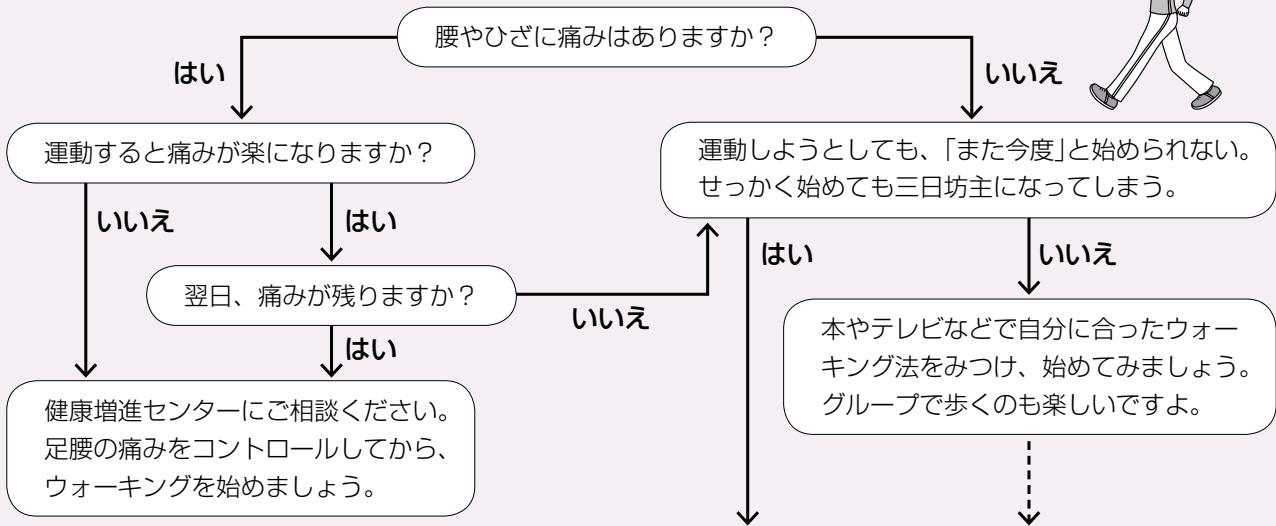 腰やひざに痛みはありますか？
はい
いいえ
運動すると痛みが楽になりますか？
運動しようとしても、「また今度」と始められない。
せっかく始めても三日坊主になってしまう。
いいえ
はい
はい
いいえ
翌日、痛みが残りますか？
いいえ
はい
本やテレビなどで自分に合ったウォー
キング法をみつけ、始めてみましょう。
グループで歩くのも楽しいですよ。
健康増進センターにご相談ください。
足腰の痛みをコントロールしてから、
ウォーキングを始めましょう。